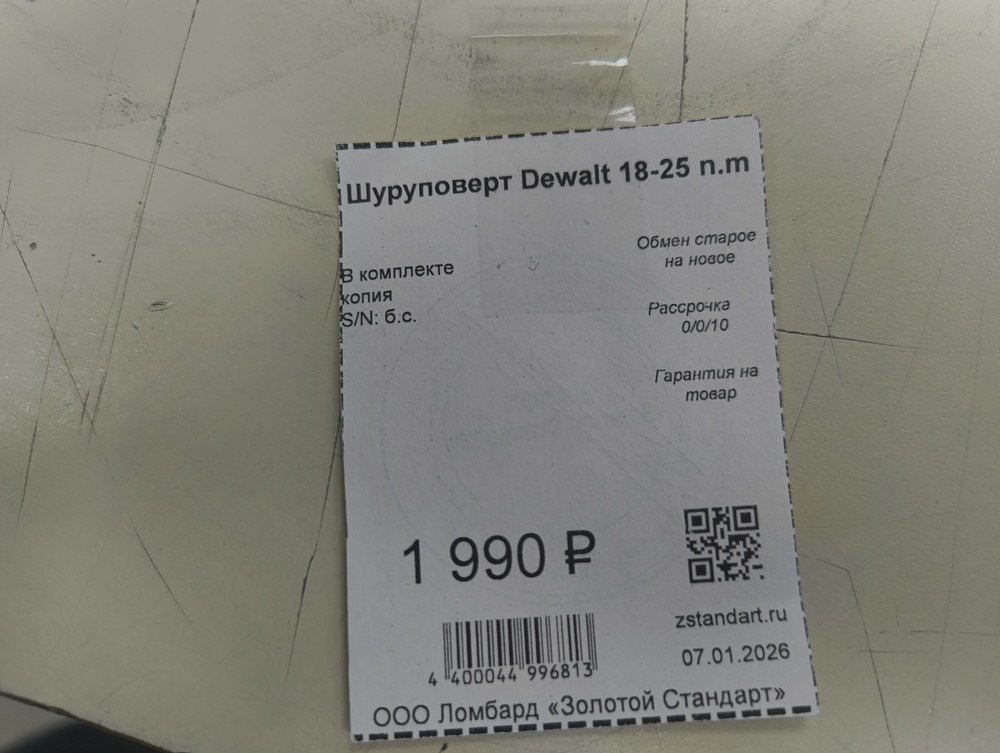 Шуруповерт Dewalt 18-25 n.m
Обмен старое
на новое
В комплекте
копия
S/N: б.с.
Рассрочка
0/0/10
Гарантия на
товар
1 990 ₽
zstandart.ru
07.01.2026
4 400044 996813
ООО Ломбард «Золотой Стандарт»